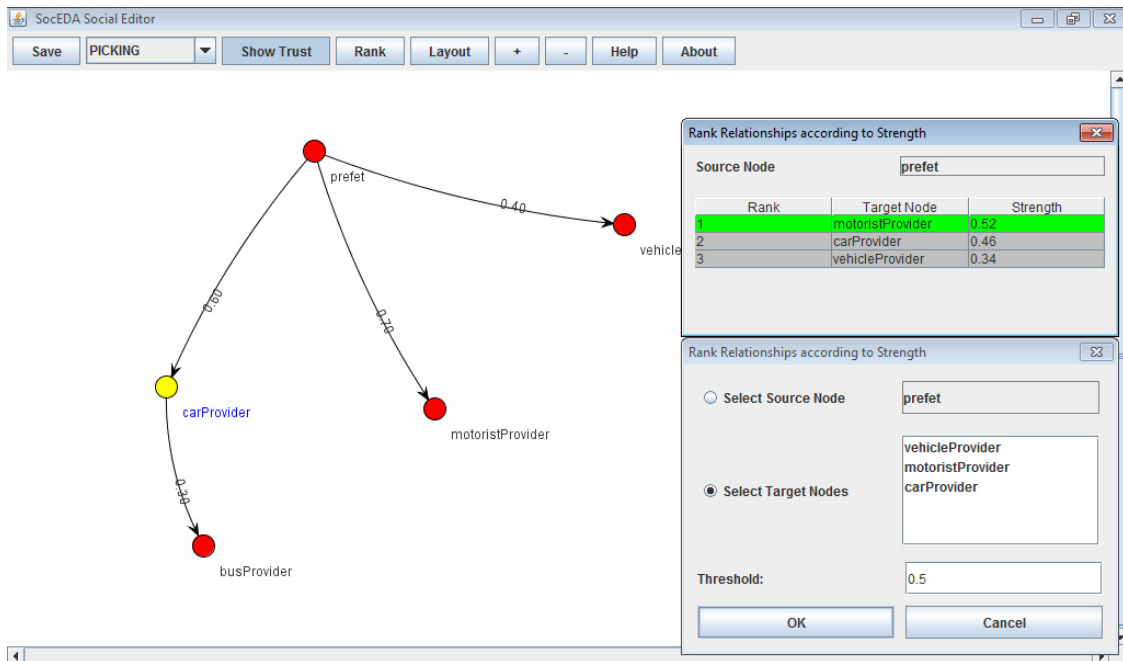 SocEDA Social Editor
Save PICKING Show Trust Rank Layout + - Help About
prefet
0.40
vehicle
0.60
0.70
carProvider
motoristProvider
0.30
busProvider
Rank Relationships according to Strength
Source Node prefet
Rank Target Node Strength
1 motoristProvider 0.52
2 carProvider 0.46
3 vehicleProvider 0.34
Rank Relationships according to Strength
Select Source Node prefet
Select Target Nodes
vehicleProvider
motoristProvider
carProvider
Threshold: 0.5
OK Cancel